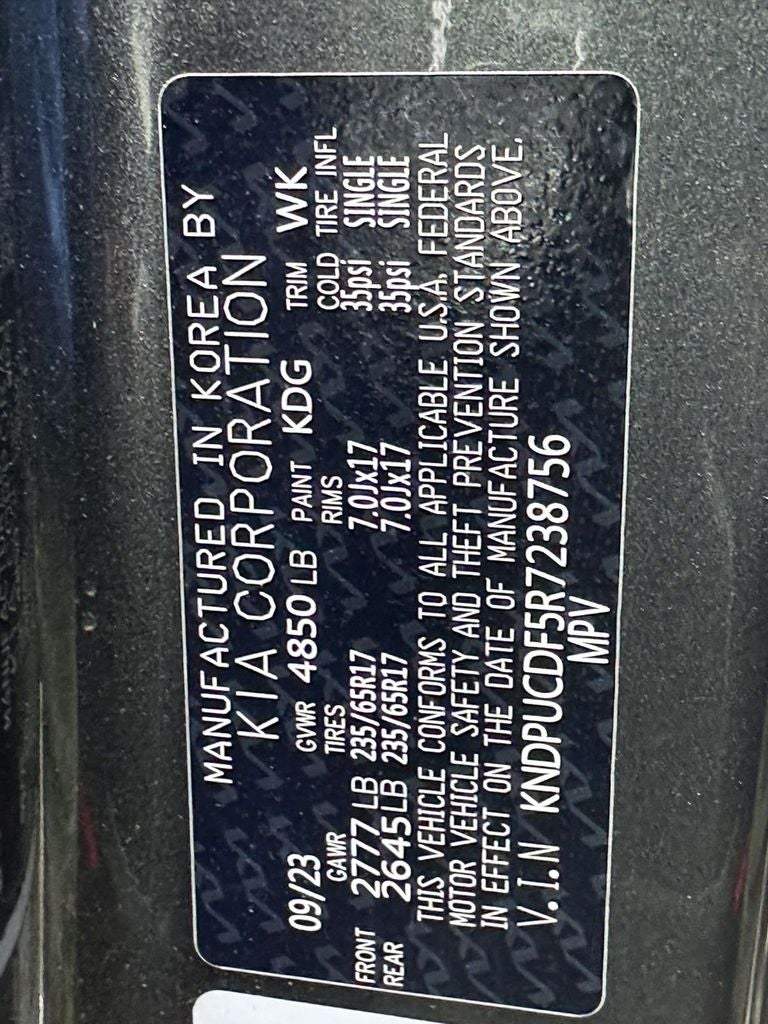 MANUFACTURED IN KOREA BY
KIA CORPORATION
09/23 GVWR 4850 LB PAINT KDG TRIM WK
GAWR TIRES RIMS COLD TIRE INFL
FRONT 2777 LB 235/65R17 7.0Jx17 35psi SINGLE
REAR 2645 LB 235/65R17 7.0Jx17 35psi SINGLE
THIS VEHICLE CONFORMS TO ALL APPLICABLE U.S.A. FEDERAL
MOTOR VEHICLE SAFETY AND THEFT PREVENTION STANDARDS
IN EFFECT ON THE DATE OF MANUFACTURE SHOWN ABOVE.
V.I.N KNDPUCDF5R7238756
MPV